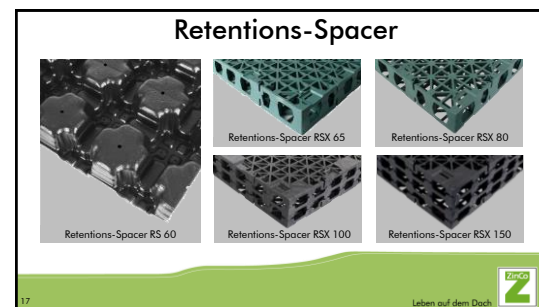 Retentions-Spacer
Retentions-Spacer RSX 65
Retentions-Spacer RSX 80
Retentions-Spacer RS 60
Retentions-Spacer RSX 100
Retentions-Spacer RSX 150
17
Leben auf dem Dach
ZinCo